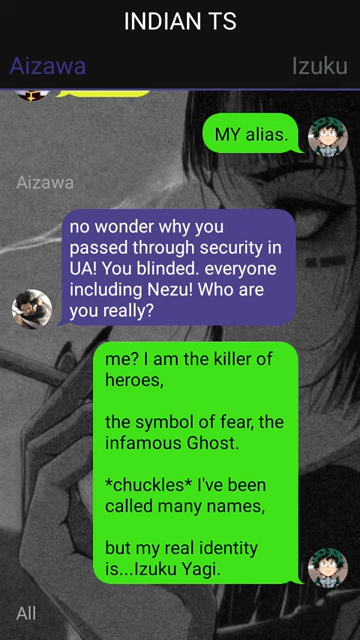 INDIAN TS
Aizawa Izuku
MY alias.
Aizawa
no wonder why you
passed through security in
UA! You blinded. everyone
including Nezu! Who are
you really?
me? I am the killer of
heroes,
the symbol of fear, the
infamous Ghost.
*chuckles* I've been
called many names,
but my real identity
is...Izuku Yagi.
All